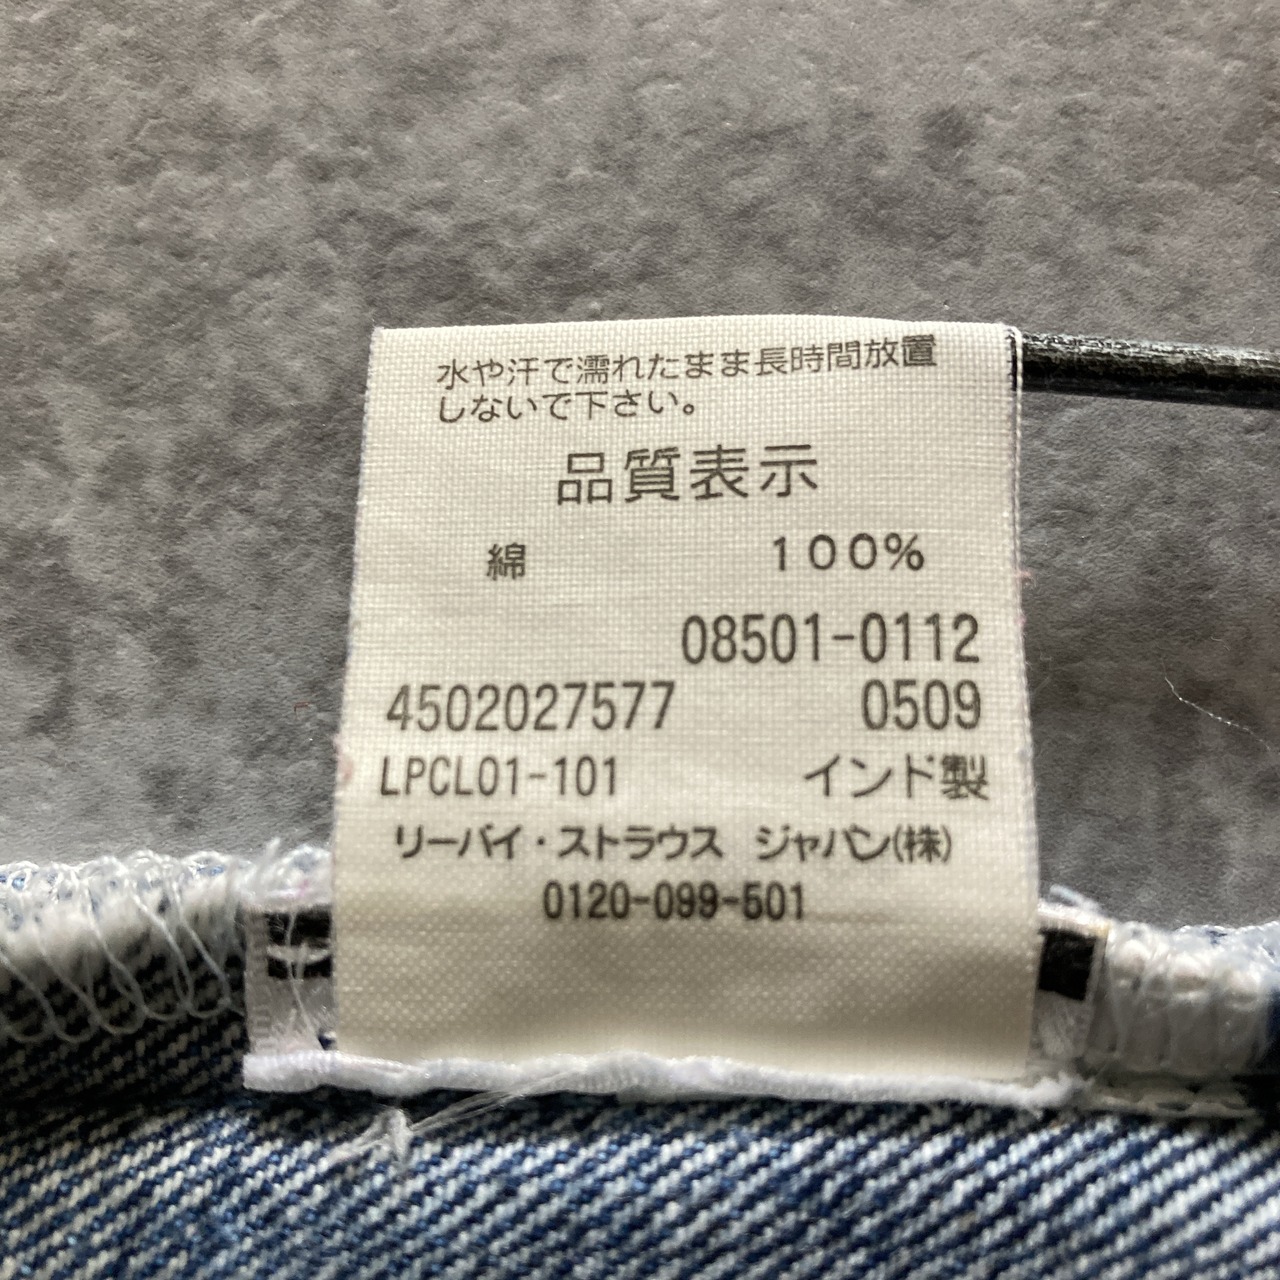 水や汗で濡れたまま長時間放置
しないで下さい。
品質表示
綿 100%
08501-0112
4502027577 0509
LPCL01-101 インド製
リーバイ・ストラウス ジャパン(株)
0120-099-501